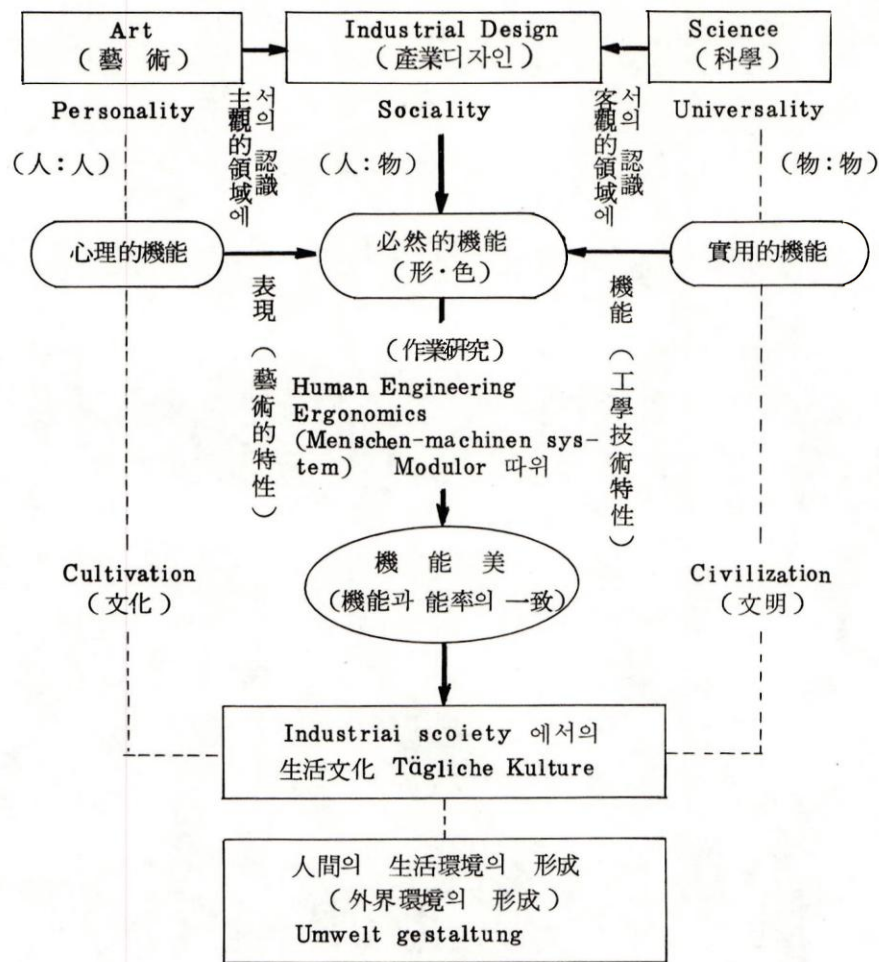 Art
(藝 術)
Industrial Design
(產業디자인)
Science
(科學)
Personality
主觀的領域에
서의 認識
Sociality
客觀的領域에
서의 認識
Universality
(人:人)
(人:物)
(物:物)
心理的機能
必然的機能
(形·色)
實用的機能
表現(藝術的特性)
機能(工學技術特性)
(作業研究)
Human Engineering
Ergonomics
(Menschen-machinen sys-
tem) Modulor 따위
Cultivation
(文化)
機 能 美
(機能과 能率의 一致)
Civilization
(文明)
Industriai scoiety 에서의
生活文化 Tägliche Kulture
人間의 生活環境의 形成
(外界環境의 形成)
Umwelt gestaltung